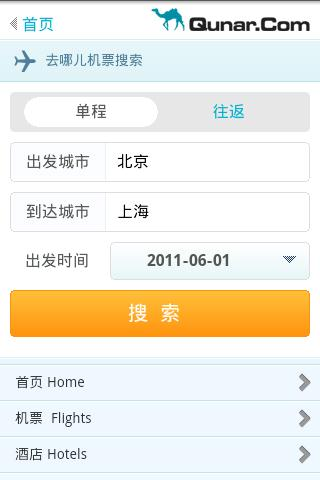 首页
Qunar.Com
去哪儿机票搜索
单程 往返
出发城市 北京
到达城市 上海
出发时间 2011-06-01
搜 索
首页 Home
机票 Flights
酒店 Hotels